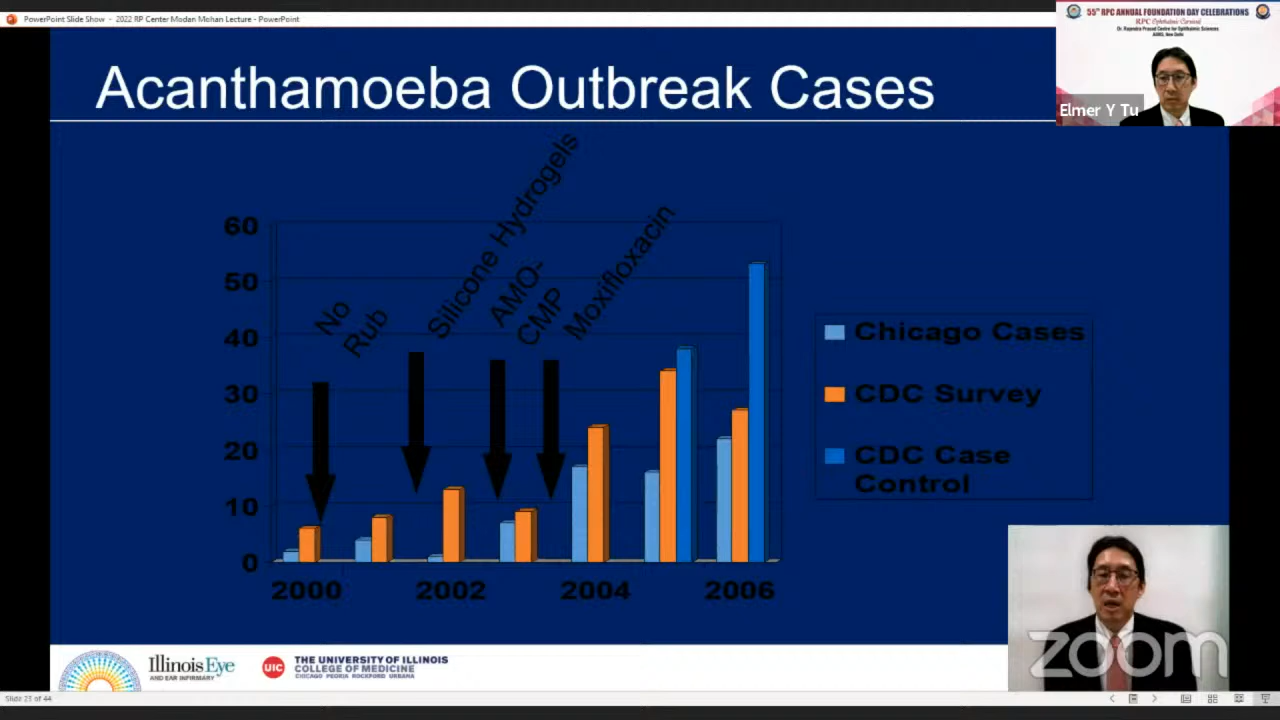 PowerPoint Slide Show - 2022 RP Center Modan Mohan Lecture - PowerPoint
55th RPC ANNUAL FOUNDATION DAY CELEBRATIONS
RPC Ophthalmic Carnival
Dr. Rajendra Prasad Centre for Ophthalmic Sciences
AIIMS, New Delhi
Elmer Y Tu
Acanthamoeba Outbreak Cases
No
Rub
Silicone Hydrogels
AMO-
CMP
Moxifloxacin
60
50
40
30
20
10
0
2000
2002
2004
2006
Chicago Cases
CDC Survey
CDC Case
Control
Illinois Eye
AND EAR INFIRMARY
UIC
THE UNIVERSITY OF ILLINOIS
COLLEGE OF MEDICINE
CHICAGO PEORIA ROCKFORD URBANA
zoom
Slide 23 of 44